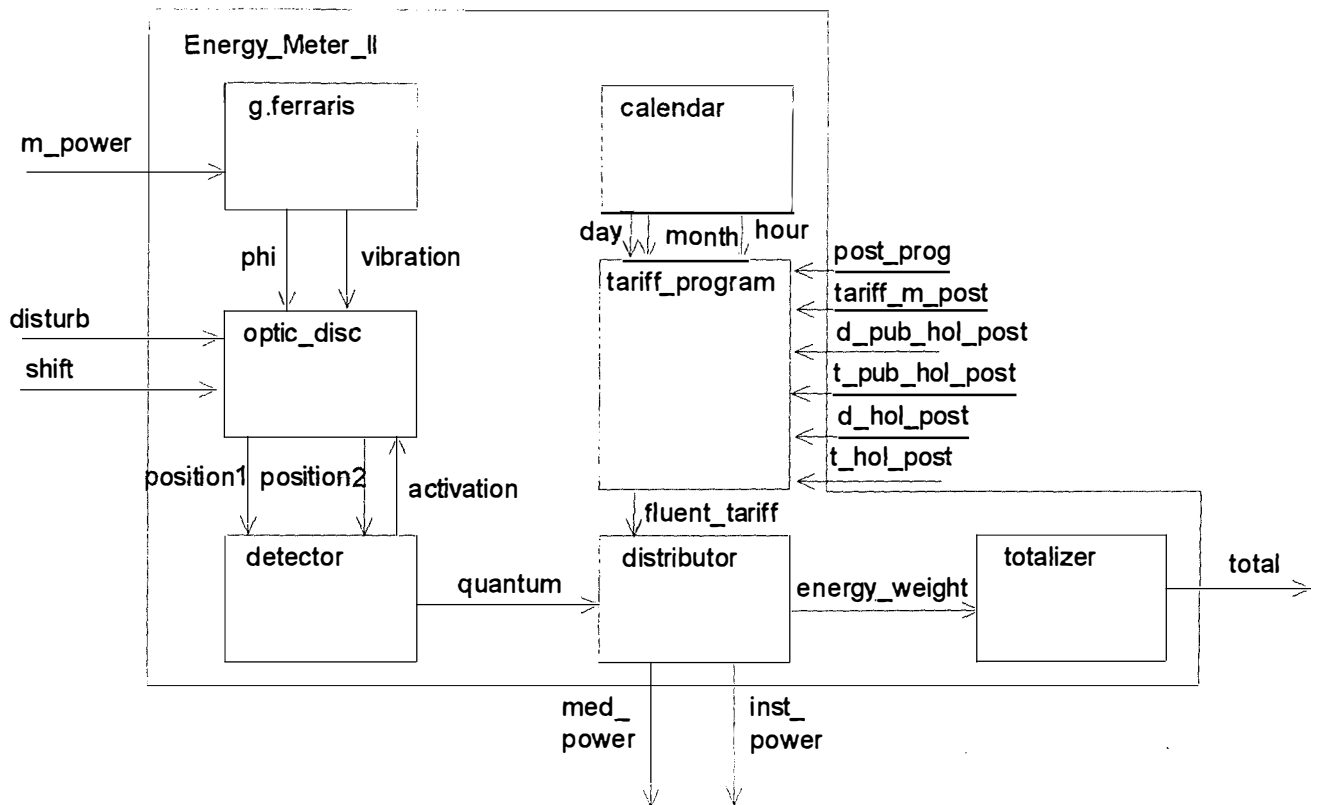 Energy_Meter_II
g.ferraris
calendar
m_power
day
month
hour
phi
vibration
post_prog
tariff_program
tariff_m_post
disturb
optic_disc
d_pub_hol_post
shift
t_pub_hol_post
d_hol_post
t_hol_post
position1
position2
activation
fluent_tariff
detector
distributor
totalizer
quantum
energy_weight
total
med_
power
inst_
power